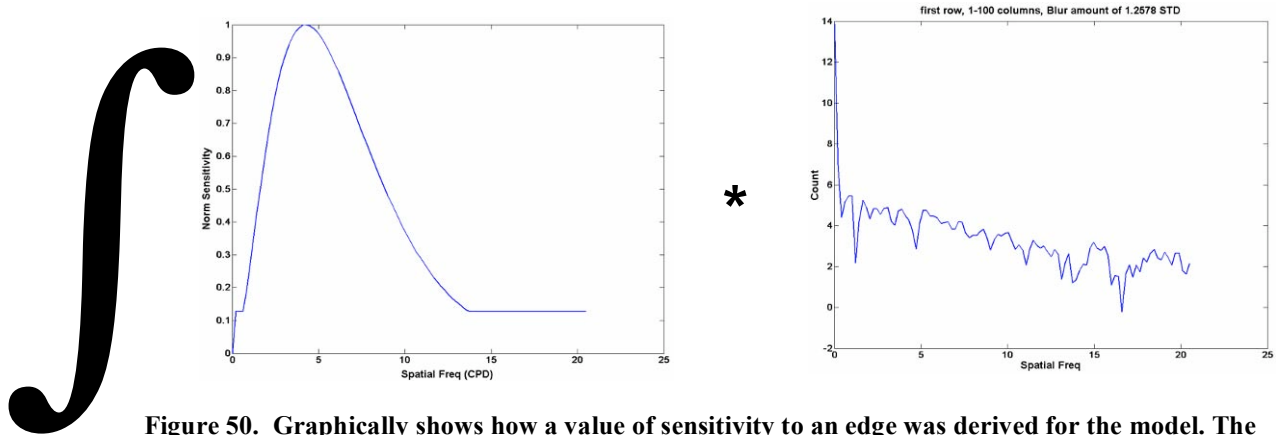 first row, 1-100 columns, Blur amount of 1.2578 STD
1
0.9
0.8
0.7
0.6
0.5
0.4
0.3
0.2
0.1
0
Norm Sensitivity
0 5 10 15 20 25
Spatial Freq (CPD)
∫
*
14
12
10
8
6
4
2
0
-2
Count
0 5 10 15 20 25
Spatial Freq
Figure 50. Graphically shows how a value of sensitivity to an edge was derived for the model. The